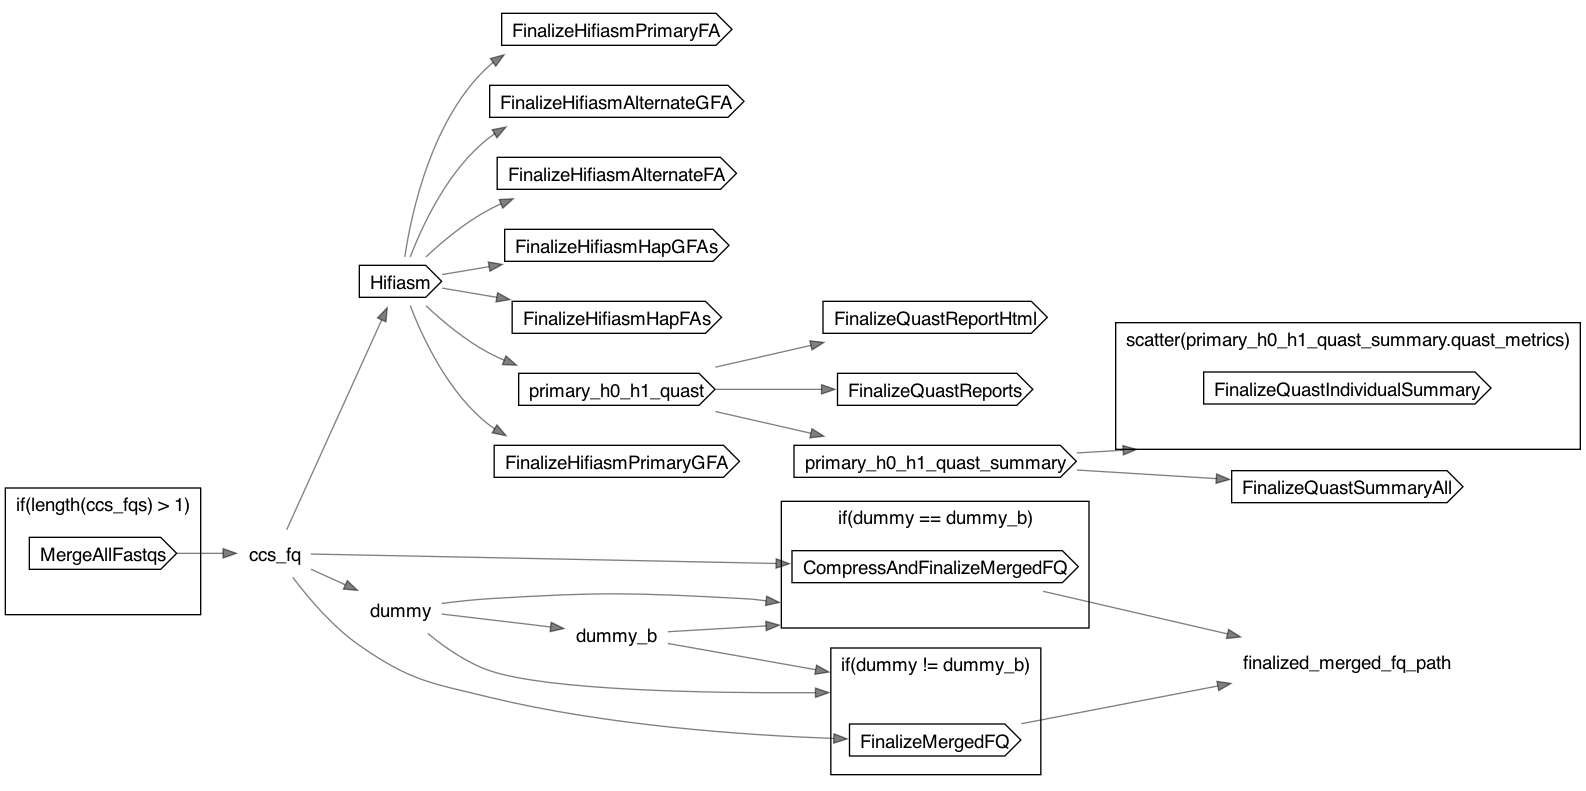 FinalizeHifiasmPrimaryFA
FinalizeHifiasmAlternateGFA
FinalizeHifiasmAlternateFA
FinalizeHifiasmHapGFAs
Hifiasm
FinalizeHifiasmHapFAs
FinalizeQuastReportHtml
scatter(primary_h0_h1_quast_summary.quast_metrics)
primary_h0_h1_quast
FinalizeQuastReports
FinalizeQuastIndividualSummary
FinalizeHifiasmPrimaryGFA
primary_h0_h1_quast_summary
FinalizeQuastSummaryAll
if(length(ccs_fqs) > 1)
if(dummy == dummy_b)
MergeAllFastqs
ccs_fq
CompressAndFinalizeMergedFQ
dummy
dummy_b
if(dummy != dummy_b)
finalized_merged_fq_path
FinalizeMergedFQ